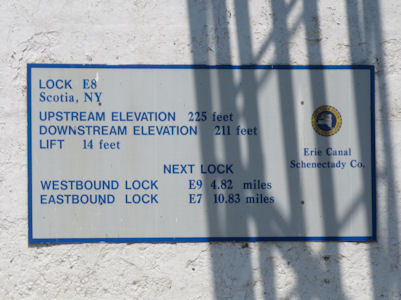 LOCK E8
Scotia, NY
UPSTREAM ELEVATION 225 feet
DOWNSTREAM ELEVATION 211 feet
LIFT 14 feet
Erie Canal
Schenectady Co.
NEXT LOCK
WESTBOUND LOCK E9 4.82 miles
EASTBOUND LOCK E7 10.83 miles